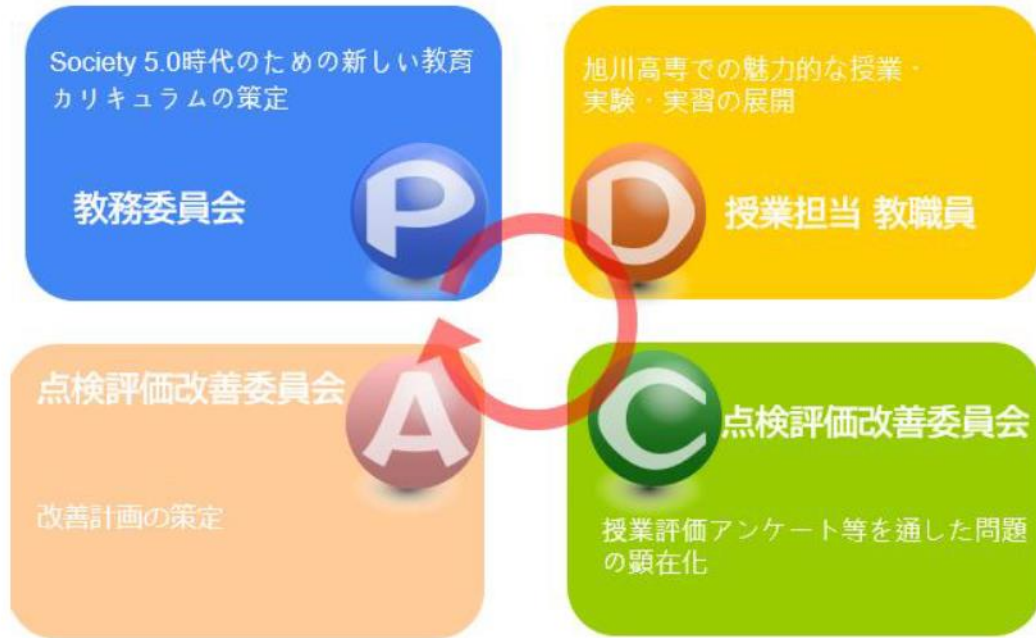 Society 5.0時代のための新しい教育
カリキュラムの策定
教務委員会
P
旭川高専での魅力的な授業・
実験・実習の展開
D
授業担当 教職員
点検評価改善委員会
A
改善計画の策定
C
点検評価改善委員会
授業評価アンケート等を通した問題
の顕在化